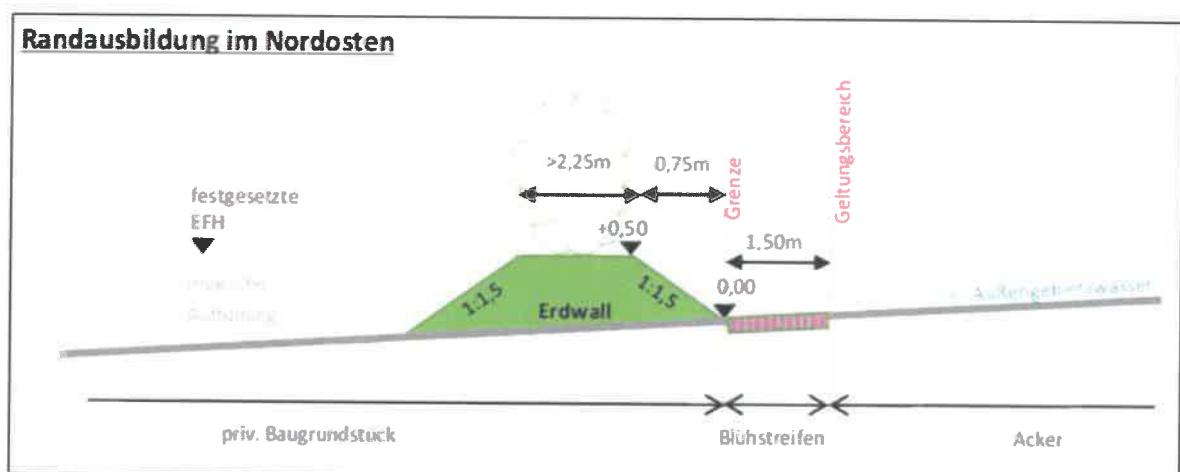 Randausbildung im Nordosten
>2,25m
0,75m
Grenze
Geltungsbereich
festgesetzte
EFH
+0,50
1,50m
1:1,5
1:1,5
0,00
Erdwall
Außengebietswasser
priv. Baugrundstück
Blühstreifen
Acker